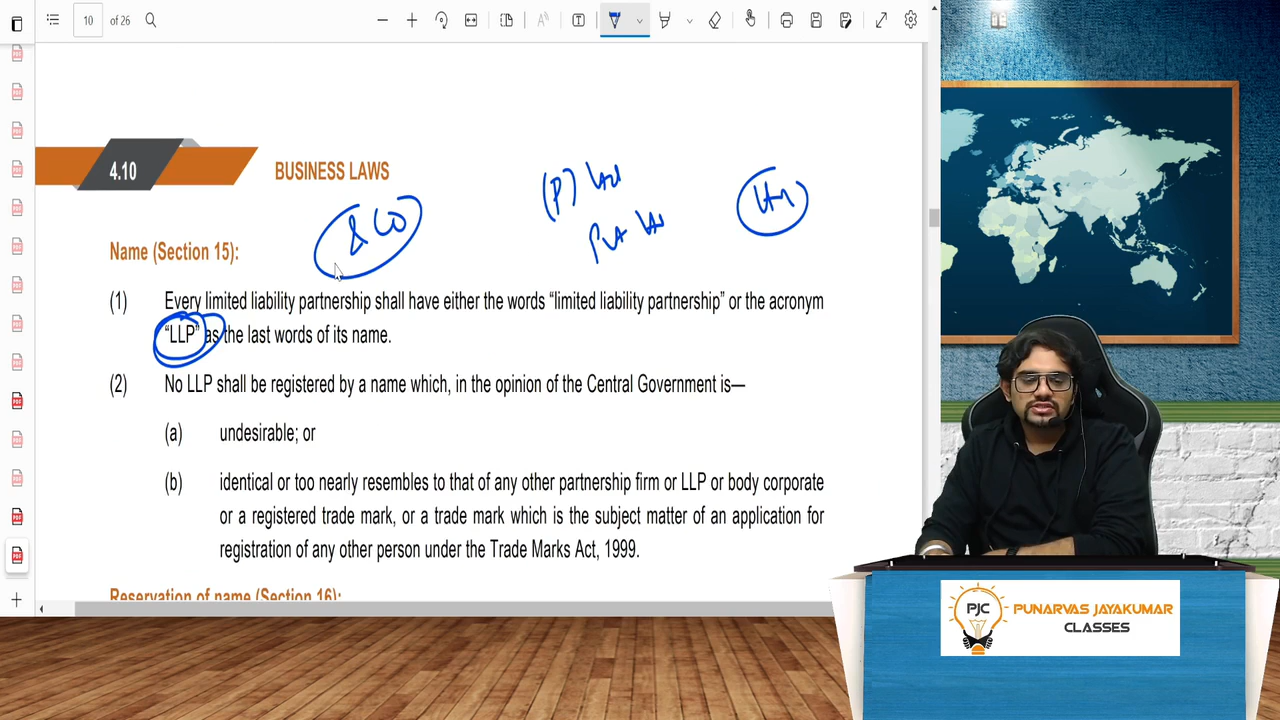 10 of 26
4.10
BUSINESS LAWS
(P) Ltd
& CO
Name (Section 15):
(1) Every limited liability partnership shall have either the words “limited liability partnership” or the acronym
“LLP” as the last words of its name.
(2) No LLP shall be registered by a name which, in the opinion of the Central Government is—
(a) undesirable; or
(b) identical or too nearly resembles to that of any other partnership firm or LLP or body corporate
or a registered trade mark, or a trade mark which is the subject matter of an application for
registration of any other person under the Trade Marks Act, 1999.
Reservation of name (Section 16):
PJC
PUNARVAS JAYAKUMAR
CLASSES